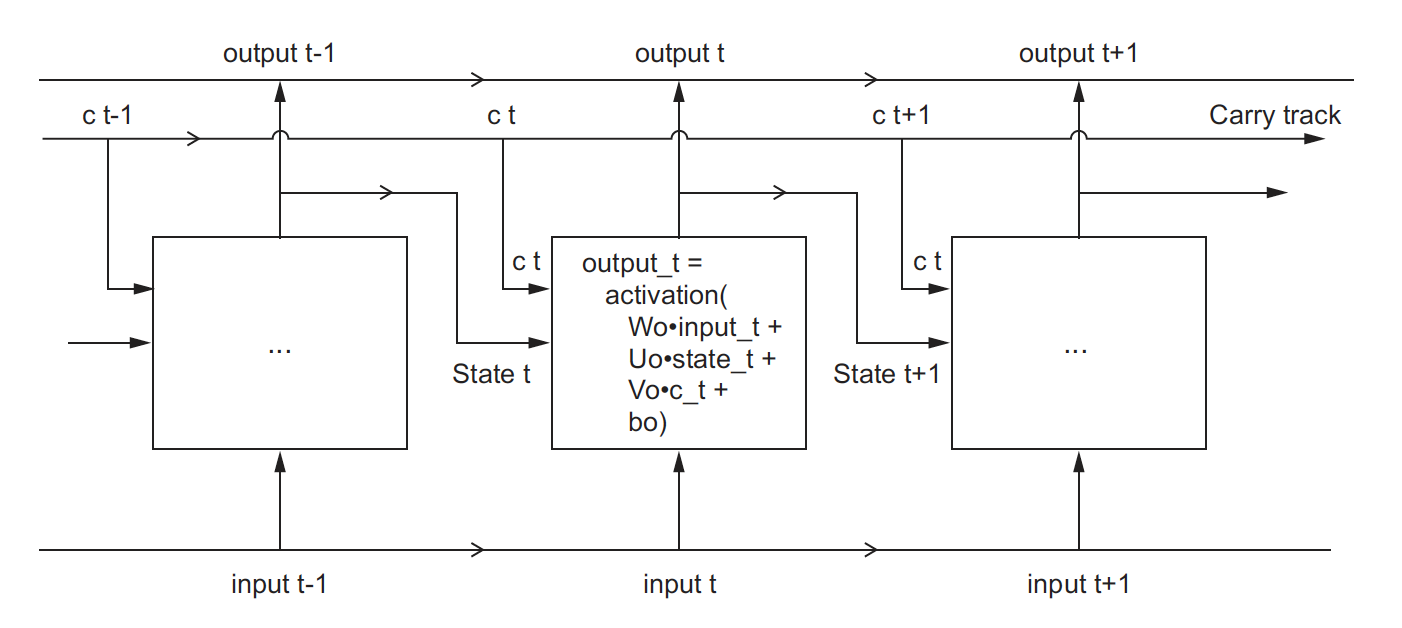 output t-1
output t
output t+1
c t-1
c t
c t+1
Carry track
c t
output_t =
activation(
Wo•input_t +
Uo•state_t +
Vo•c_t +
bo)
c t
...
...
State t
State t+1
input t-1
input t
input t+1